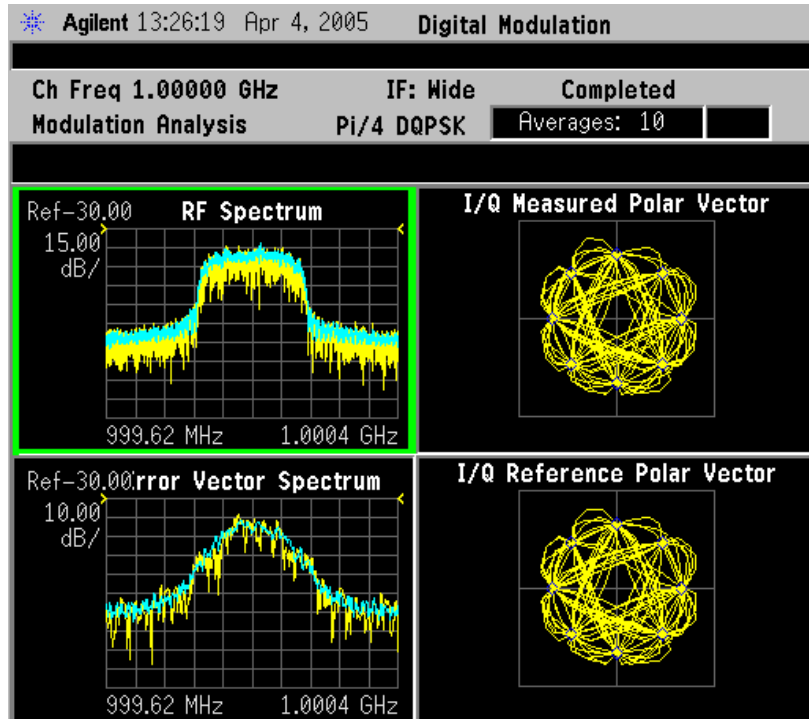 Agilent 13:26:19 Apr 4, 2005 Digital Modulation
Ch Freq 1.00000 GHz IF: Wide Completed
Modulation Analysis Pi/4 DQPSK Averages: 10
Ref-30.00 RF Spectrum
15.00
dB/
999.62 MHz 1.0004 GHz
I/Q Measured Polar Vector
Ref-30.00 rror Vector Spectrum
10.00
dB/
999.62 MHz 1.0004 GHz
I/Q Reference Polar Vector